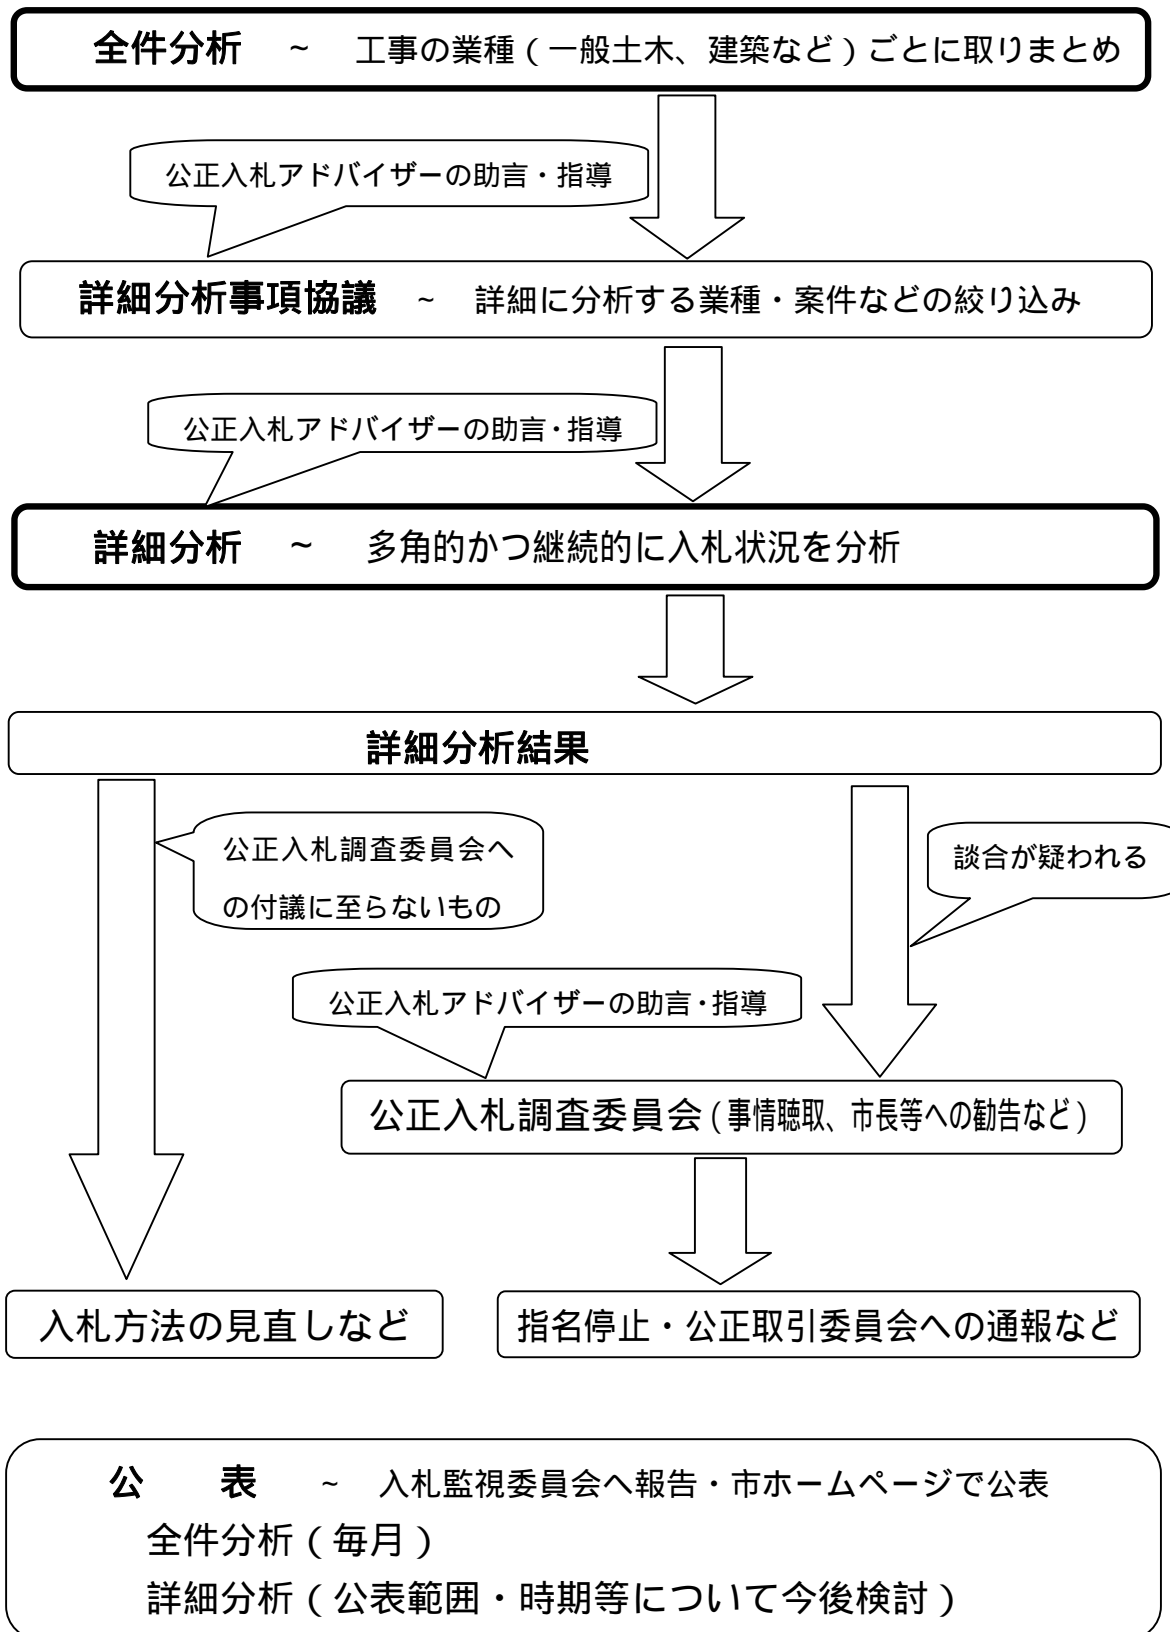 全件分析　~　工事の業種（一般土木、建築など）ごとに取りまとめ
公正入札アドバイザーの助言・指導
詳細分析事項協議　~　詳細に分析する業種・案件などの絞り込み
公正入札アドバイザーの助言・指導
詳細分析　~　多角的かつ継続的に入札状況を分析
詳細分析結果
公正入札調査委員会へ
の付議に至らないもの
談合が疑われる
公正入札アドバイザーの助言・指導
公正入札調査委員会（事情聴取、市長等への勧告など）
入札方法の見直しなど
指名停止・公正取引委員会への通報など
公　　表　~　入札監視委員会へ報告・市ホームページで公表
全件分析（毎月）
詳細分析（公表範囲・時期等について今後検討）